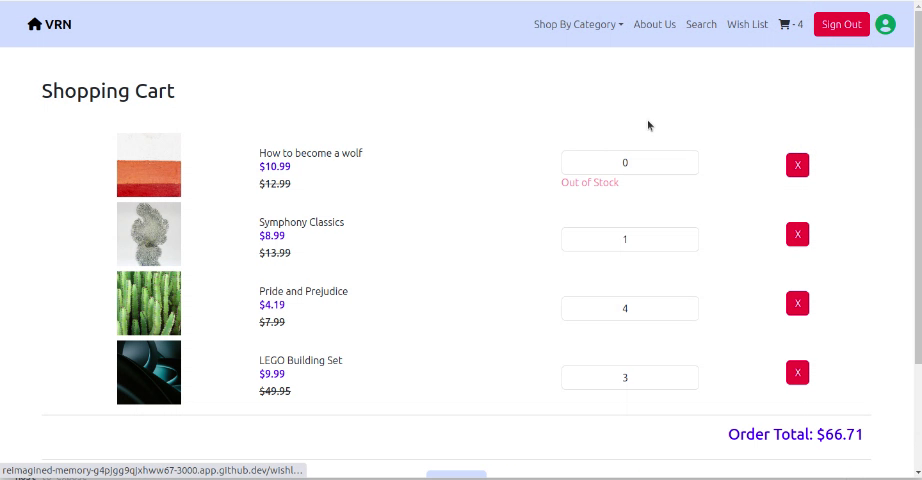 VRN
Shop By Category
About Us
Search
Wish List
- 4
Sign Out
Shopping Cart
How to become a wolf
$10.99
$12.99
0
Out of Stock
X
Symphony Classics
$8.99
$13.99
1
X
Pride and Prejudice
$4.19
$7.99
4
X
LEGO Building Set
$9.99
$49.95
3
X
Order Total: $66.71
reimagined-memory-g4pjgg9qjxhww67-3000.app.github.dev/wishl...